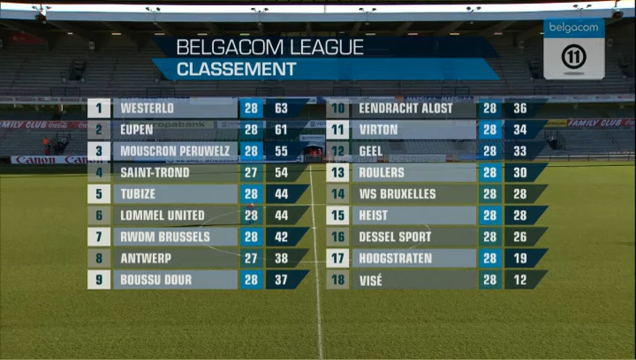 BELGACOM LEAGUE
CLASSEMENT
belgacom
11
1 WESTERLO 28 63
2 EUPEN 28 61
3 MOUSCRON PERUWELZ 28 55
4 SAINT-TROND 27 54
5 TUBIZE 28 44
6 LOMMEL UNITED 28 44
7 RWDM BRUSSELS 28 42
8 ANTWERP 27 38
9 BOUSSU DOUR 28 37
10 EENDRACHT ALOST 28 36
11 VIRTON 28 34
12 GEEL 28 33
13 ROULERS 28 30
14 WS BRUXELLES 28 28
15 HEIST 28 28
16 DESSEL SPORT 28 26
17 HOOGSTRATEN 28 19
18 VISÉ 28 12
FAMILY CLUB
Canon
Canon
FAMILY CLUB